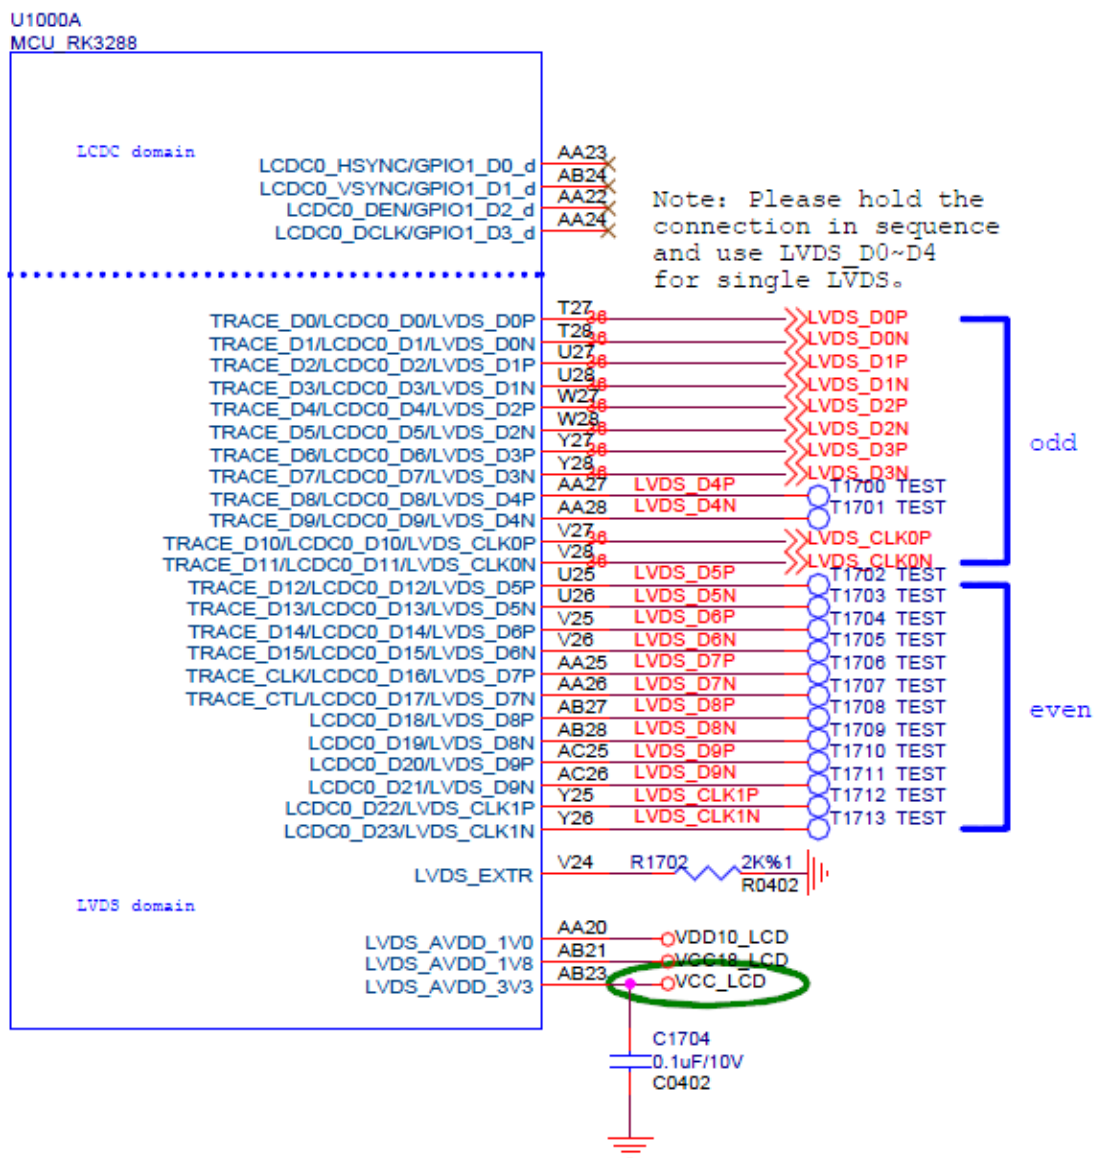 U1000A
MCU_RK3288
LCDC domain
LCDC0_HSYNC/GPIO1_D0_d AA23
LCDC0_VSYNC/GPIO1_D1_d AB24
LCDC0_DEN/GPIO1_D2_d AA22
LCDC0_DCLK/GPIO1_D3_d AA24
Note: Please hold the
connection in sequence
and use LVDS_D0~D4
for single LVDS。
TRACE_D0/LCDC0_D0/LVDS_D0P T27 36 LVDS_D0P
TRACE_D1/LCDC0_D1/LVDS_D0N T28 36 LVDS_D0N
TRACE_D2/LCDC0_D2/LVDS_D1P U27 36 LVDS_D1P
TRACE_D3/LCDC0_D3/LVDS_D1N U28 36 LVDS_D1N
TRACE_D4/LCDC0_D4/LVDS_D2P W27 36 LVDS_D2P
TRACE_D5/LCDC0_D5/LVDS_D2N W28 36 LVDS_D2N
TRACE_D6/LCDC0_D6/LVDS_D3P Y27 36 LVDS_D3P
TRACE_D7/LCDC0_D7/LVDS_D3N Y28 36 LVDS_D3N
TRACE_D8/LCDC0_D8/LVDS_D4P AA27 LVDS_D4P T1700 TEST
TRACE_D9/LCDC0_D9/LVDS_D4N AA28 LVDS_D4N T1701 TEST
TRACE_D10/LCDC0_D10/LVDS_CLK0P V27 36 LVDS_CLK0P
TRACE_D11/LCDC0_D11/LVDS_CLK0N V28 36 LVDS_CLK0N
odd
TRACE_D12/LCDC0_D12/LVDS_D5P U25 LVDS_D5P T1702 TEST
TRACE_D13/LCDC0_D13/LVDS_D5N U26 LVDS_D5N T1703 TEST
TRACE_D14/LCDC0_D14/LVDS_D6P V25 LVDS_D6P T1704 TEST
TRACE_D15/LCDC0_D15/LVDS_D6N V26 LVDS_D6N T1705 TEST
TRACE_CLK/LCDC0_D16/LVDS_D7P AA25 LVDS_D7P T1706 TEST
TRACE_CTL/LCDC0_D17/LVDS_D7N AA26 LVDS_D7N T1707 TEST
LCDC0_D18/LVDS_D8P AB27 LVDS_D8P T1708 TEST
LCDC0_D19/LVDS_D8N AB28 LVDS_D8N T1709 TEST
LCDC0_D20/LVDS_D9P AC25 LVDS_D9P T1710 TEST
LCDC0_D21/LVDS_D9N AC26 LVDS_D9N T1711 TEST
LCDC0_D22/LVDS_CLK1P Y25 LVDS_CLK1P T1712 TEST
LCDC0_D23/LVDS_CLK1N Y26 LVDS_CLK1N T1713 TEST
even
LVDS_EXTR V24 R1702 2K%1
R0402
LVDS domain
LVDS_AVDD_1V0 AA20 VDD10_LCD
LVDS_AVDD_1V8 AB21 VCC18_LCD
LVDS_AVDD_3V3 AB23 VCC_LCD
C1704
0.1uF/10V
C0402